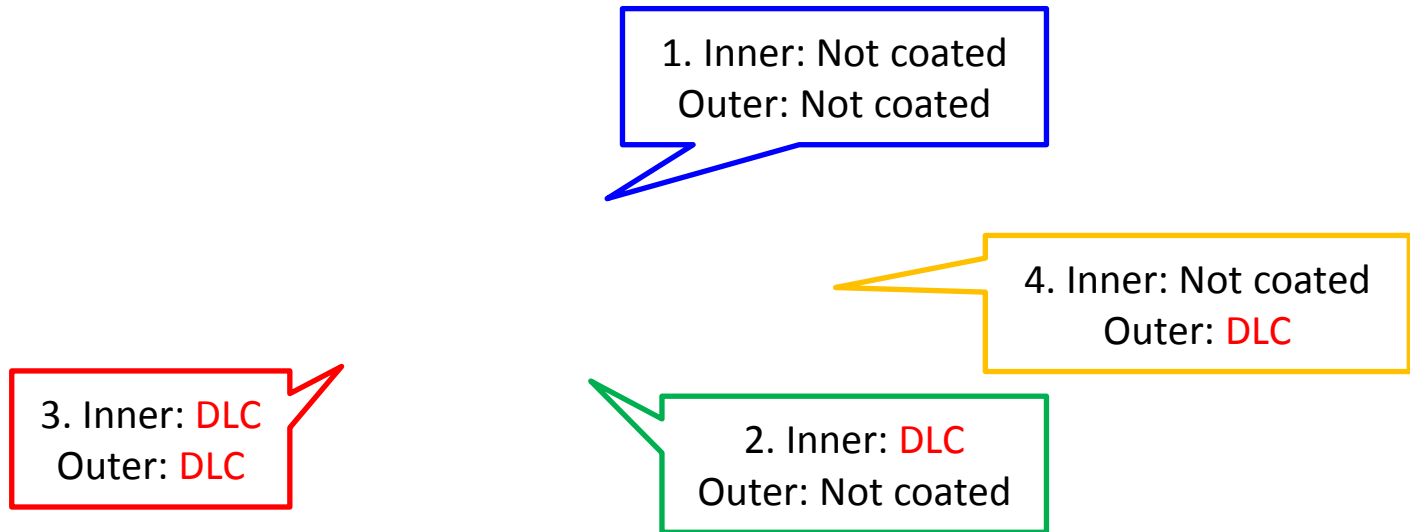 1. Inner: Not coated
Outer: Not coated
4. Inner: Not coated
Outer: DLC
3. Inner: DLC
Outer: DLC
2. Inner: DLC
Outer: Not coated